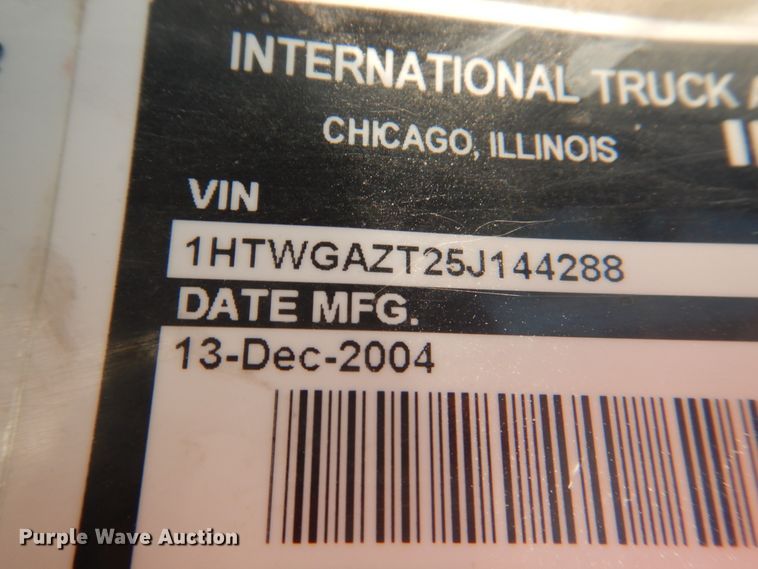 INTERNATIONAL TRUCK
CHICAGO, ILLINOIS
VIN
1HTWGAZT25J144288
DATE MFG.
13-Dec-2004
Purple Wave Auction